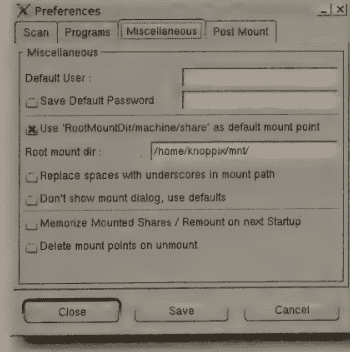 Preferences
Scan Programs Miscellaneous Post Mount
Miscellaneous
Default User :
Save Default Password
Use 'RootMountDir/machine/share' as default mount point
Root mount dir : /home/knoppix/mnt/
Replace spaces with underscores in mount path
Don't show mount dialog, use defaults
Memorize Mounted Shares / Remount on next Startup
Delete mount points on unmount
Close Save Cancel